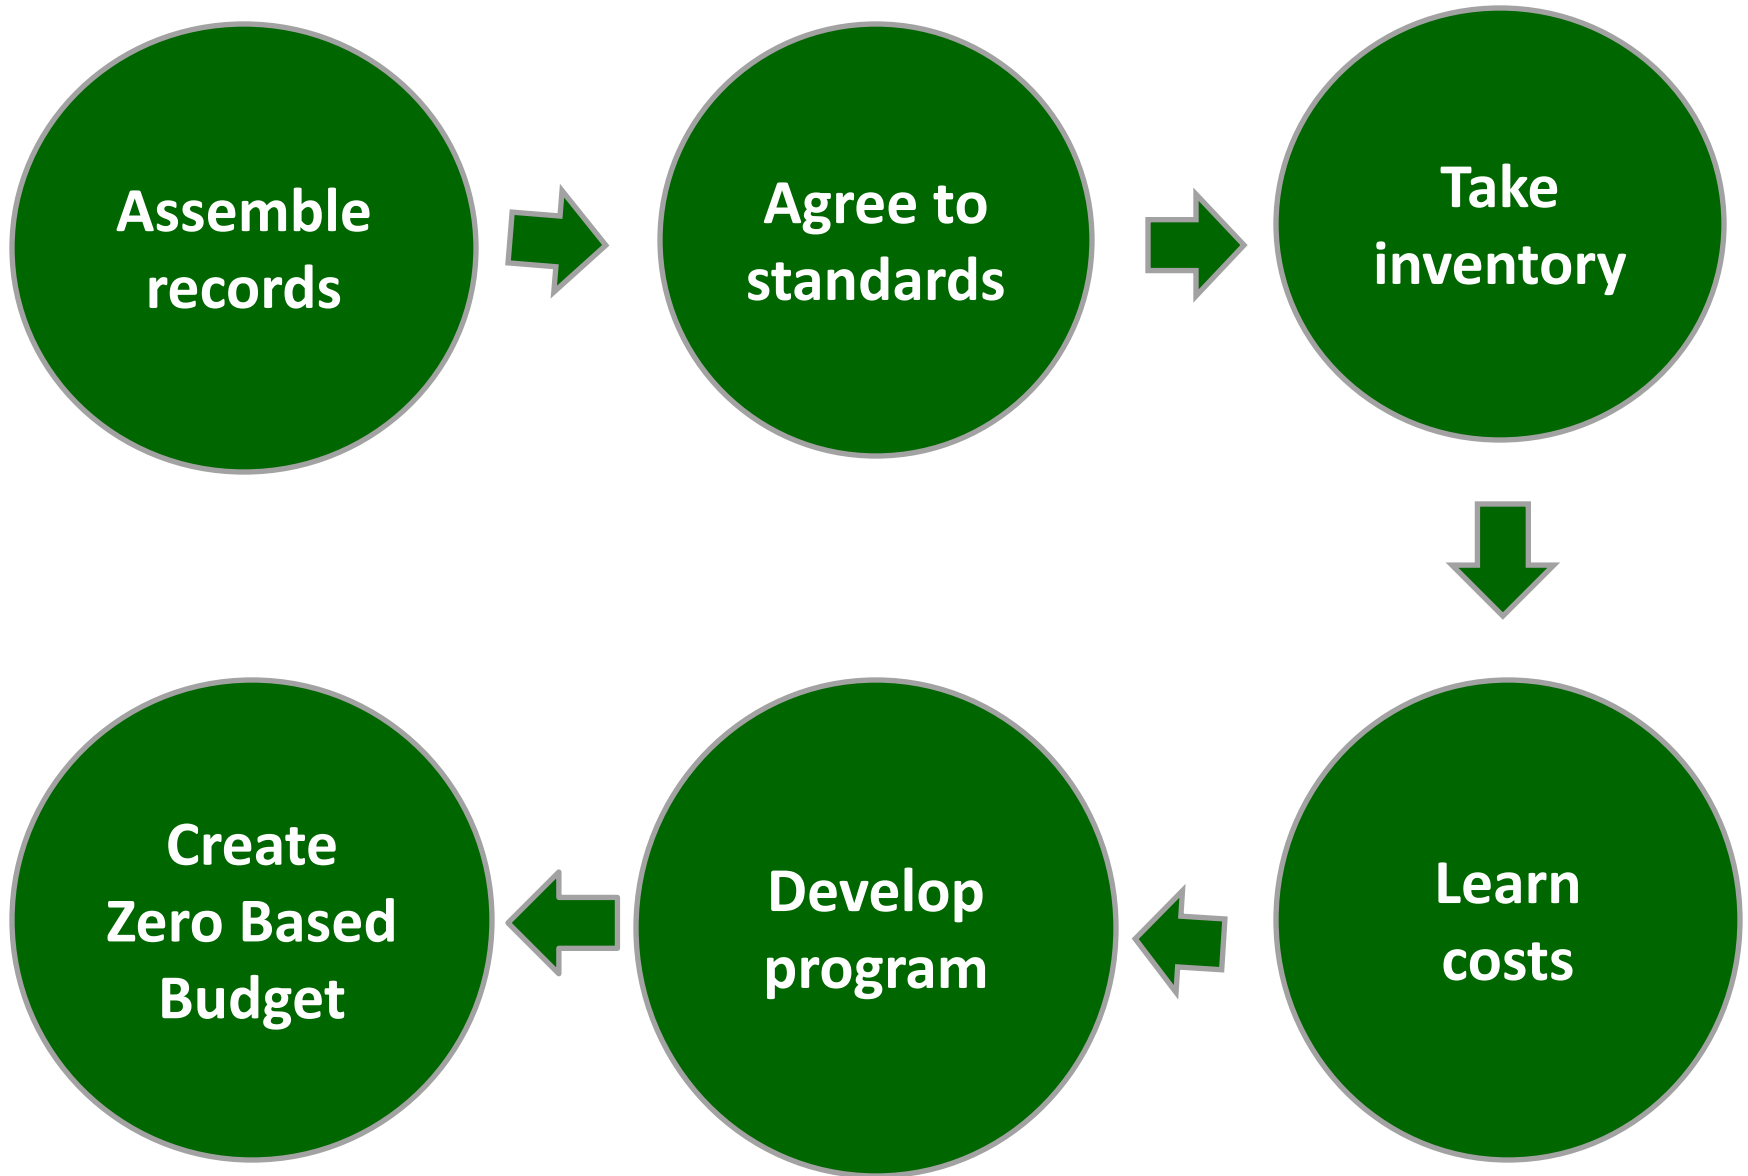 Assemble
records
Agree to
standards
Take
inventory
Learn
costs
Develop
program
Create
Zero Based
Budget